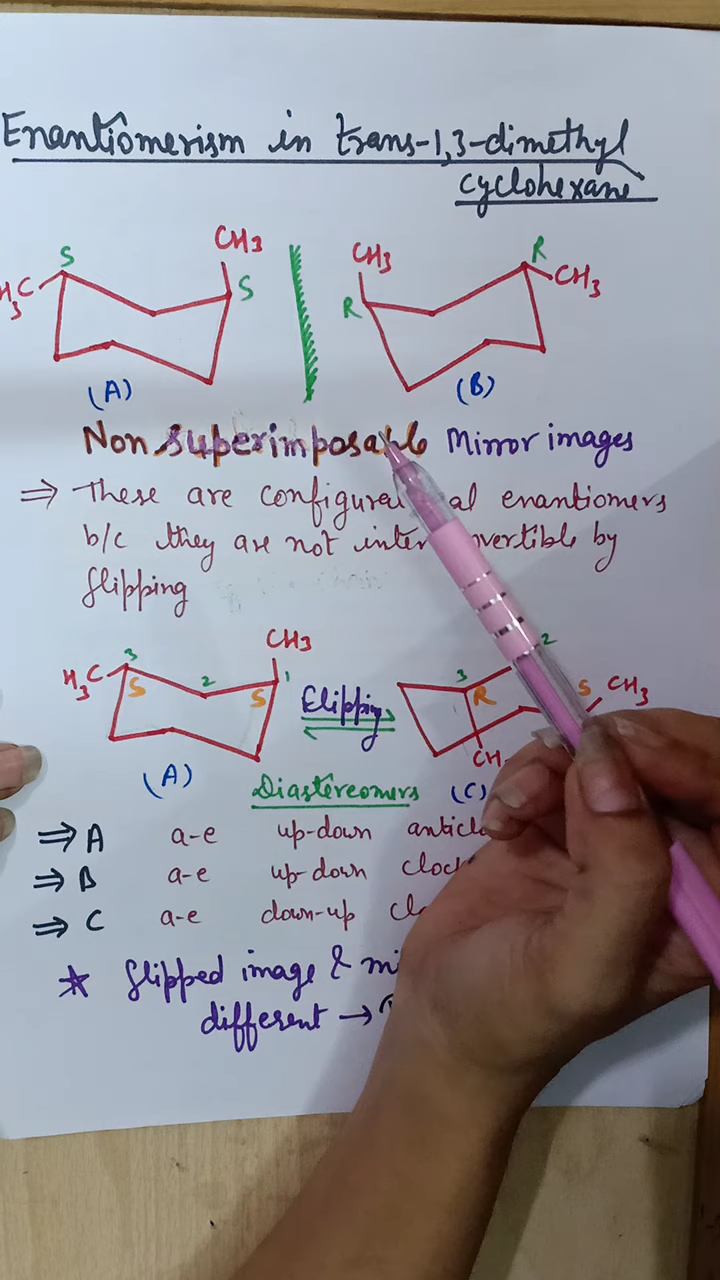 Enantiomerism in trans-1,3-dimethyl
cyclohexane
S CH3 CH3 R
H3C S R CH3
(A) (B)
Non superimposable Mirror images
⇒ These are configura al enantiomers
b/c they are not inter nvertible by
flipping
CH3
H3C 3 2 1 3 2
S S Flipping R S CH3
CH
(A) Diastereomers (C)
⇒ A a-e up-down anticl
⇒ B a-e up-down clock
⇒ C a-e down-up cl
* flipped image & mi
different →